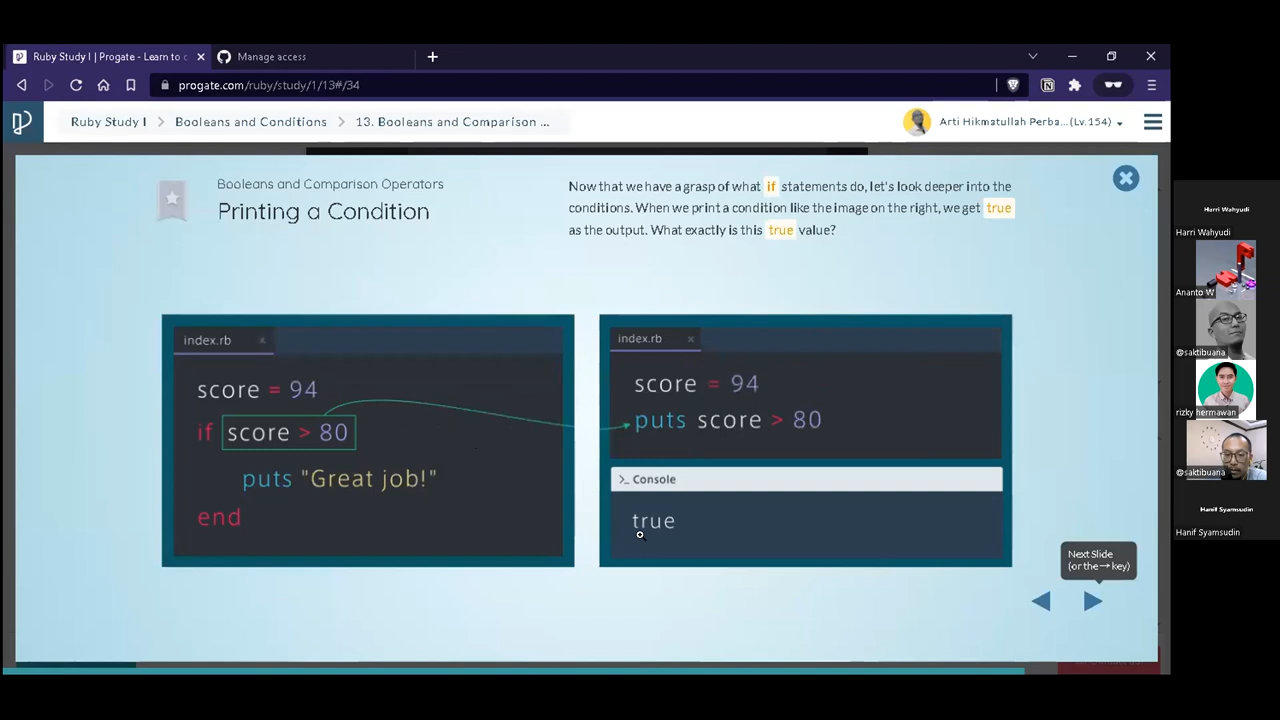 Ruby Study I | Progate - Learn to c
Manage access
progate.com/ruby/study/1/13#/34
Ruby Study I > Booleans and Conditions > 13. Booleans and Comparison ...
Arti Hikmatullah Perba...(Lv.154)
Booleans and Comparison Operators
Printing a Condition
Now that we have a grasp of what if statements do, let's look deeper into the
conditions. When we print a condition like the image on the right, we get true
as the output. What exactly is this true value?
index.rb
score = 94
if score > 80
puts "Great job!"
end
index.rb
score = 94
puts score > 80
>_ Console
true
Next Slide
(or the → key)
Harri Wahyudi
Harri Wahyudi
Ananto W
@saktibuana
rizky hermawan
@saktibuana
Hanif Syamsudin
Hanif Syamsudin